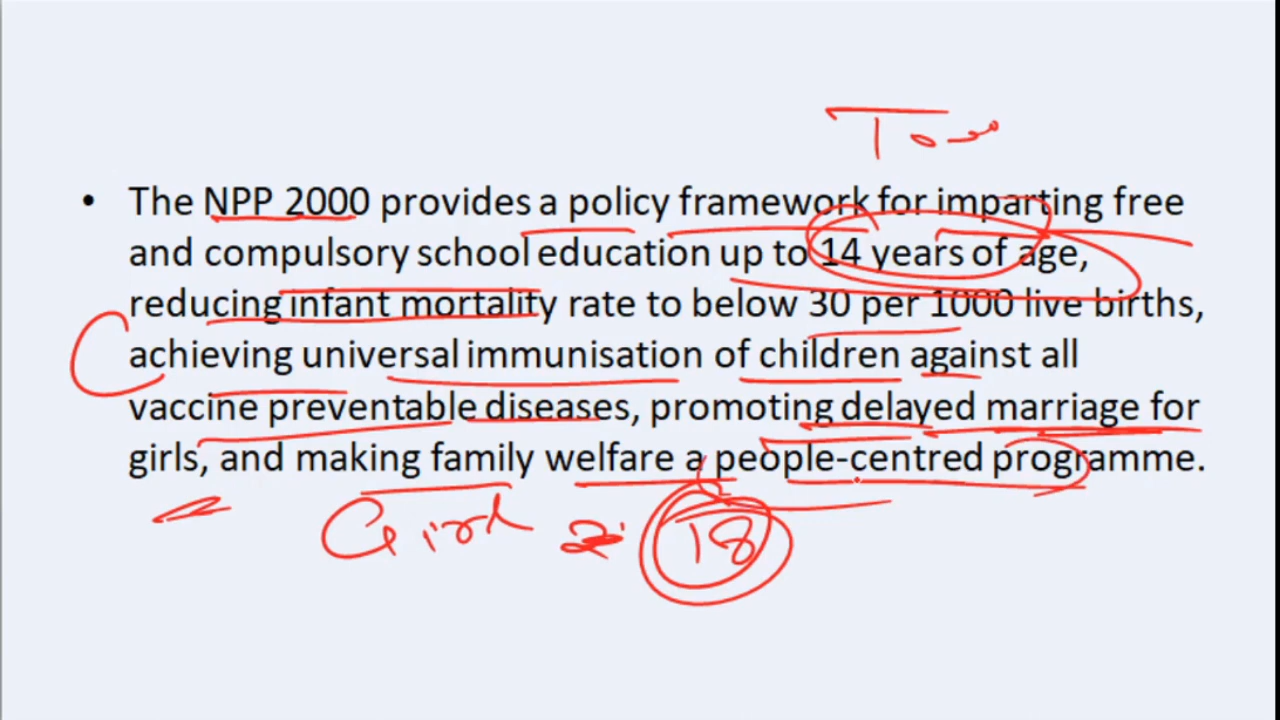 • The NPP 2000 provides a policy framework for imparting free
and compulsory school education up to 14 years of age,
reducing infant mortality rate to below 30 per 1000 live births,
achieving universal immunisation of children against all
vaccine preventable diseases, promoting delayed marriage for
girls, and making family welfare a people-centred programme.
Girl 18